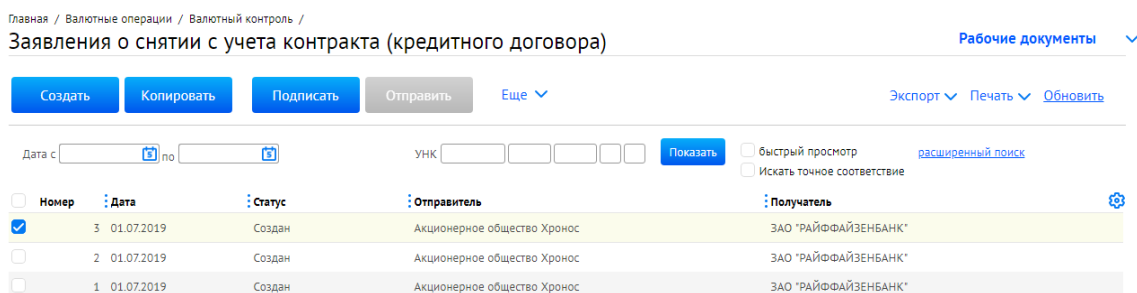 Главная / Валютные операции / Валютный контроль /
Заявления о снятии с учета контракта (кредитного договора)
Рабочие документы
Создать Копировать Подписать Отправить Еще Экспорт Печать Обновить
Дата с по УНК Показать быстрый просмотр расширенный поиск
Искать точное соответствие
Номер Дата Статус Отправитель Получатель
3 01.07.2019 Создан Акционерное общество Хронос ЗАО "РАЙФФАЙЗЕНБАНК"
2 01.07.2019 Создан Акционерное общество Хронос ЗАО "РАЙФФАЙЗЕНБАНК"
1 01.07.2019 Создан Акционерное общество Хронос ЗАО "РАЙФФАЙЗЕНБАНК"